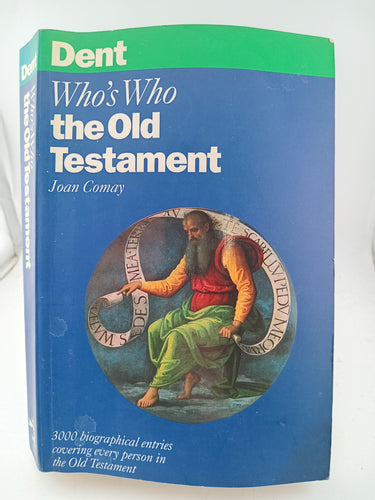 Dent
Who's Who
the Old
Testament
Joan Comay
3000 biographical entries
covering every person in
the Old Testament
Dent
Who's Who
the Old Testament